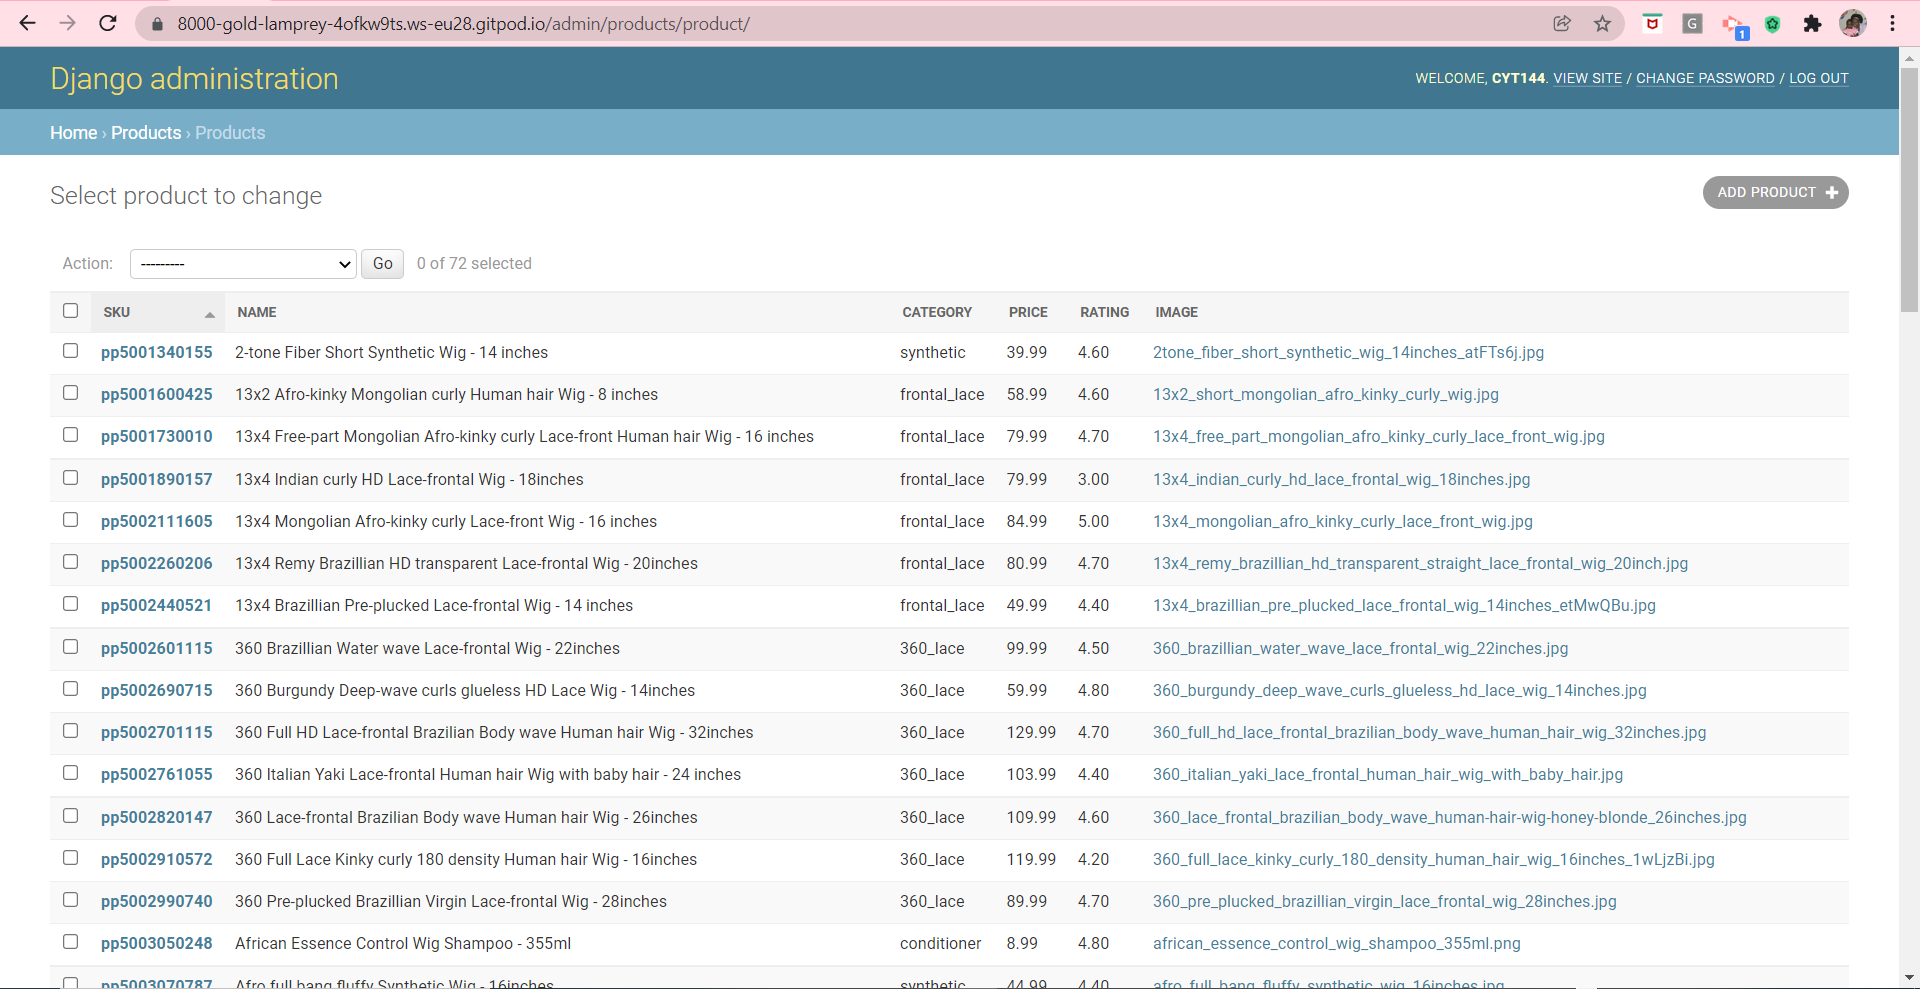 8000-gold-lamprey-4ofkw9ts.ws-eu28.gitpod.io/admin/products/product/
G
1
Django administration
WELCOME, CYT144. VIEW SITE / CHANGE PASSWORD / LOG OUT
Home › Products › Products
Select product to change
ADD PRODUCT +
Action: --------- Go 0 of 72 selected
SKU NAME CATEGORY PRICE RATING IMAGE
pp5001340155 2-tone Fiber Short Synthetic Wig - 14 inches synthetic 39.99 4.60 2tone_fiber_short_synthetic_wig_14inches_atFTs6j.jpg
pp5001600425 13x2 Afro-kinky Mongolian curly Human hair Wig - 8 inches frontal_lace 58.99 4.60 13x2_short_mongolian_afro_kinky_curly_wig.jpg
pp5001730010 13x4 Free-part Mongolian Afro-kinky curly Lace-front Human hair Wig - 16 inches frontal_lace 79.99 4.70 13x4_free_part_mongolian_afro_kinky_curly_lace_front_wig.jpg
pp5001890157 13x4 Indian curly HD Lace-frontal Wig - 18inches frontal_lace 79.99 3.00 13x4_indian_curly_hd_lace_frontal_wig_18inches.jpg
pp5002111605 13x4 Mongolian Afro-kinky curly Lace-front Wig - 16 inches frontal_lace 84.99 5.00 13x4_mongolian_afro_kinky_curly_lace_front_wig.jpg
pp5002260206 13x4 Remy Brazillian HD transparent Lace-frontal Wig - 20inches frontal_lace 80.99 4.70 13x4_remy_brazillian_hd_transparent_straight_lace_frontal_wig_20inch.jpg
pp5002440521 13x4 Brazillian Pre-plucked Lace-frontal Wig - 14 inches frontal_lace 49.99 4.40 13x4_brazillian_pre_plucked_lace_frontal_wig_14inches_etMwQBu.jpg
pp5002601115 360 Brazillian Water wave Lace-frontal Wig - 22inches 360_lace 99.99 4.50 360_brazillian_water_wave_lace_frontal_wig_22inches.jpg
pp5002690715 360 Burgundy Deep-wave curls glueless HD Lace Wig - 14inches 360_lace 59.99 4.80 360_burgundy_deep_wave_curls_glueless_hd_lace_wig_14inches.jpg
pp5002701115 360 Full HD Lace-frontal Brazilian Body wave Human hair Wig - 32inches 360_lace 129.99 4.70 360_full_hd_lace_frontal_brazilian_body_wave_human_hair_wig_32inches.jpg
pp5002761055 360 Italian Yaki Lace-frontal Human hair Wig with baby hair - 24 inches 360_lace 103.99 4.40 360_italian_yaki_lace_frontal_human_hair_wig_with_baby_hair.jpg
pp5002820147 360 Lace-frontal Brazilian Body wave Human hair Wig - 26inches 360_lace 109.99 4.60 360_lace_frontal_brazilian_body_wave_human-hair-wig-honey-blonde_26inches.jpg
pp5002910572 360 Full Lace Kinky curly 180 density Human hair Wig - 16inches 360_lace 119.99 4.20 360_full_lace_kinky_curly_180_density_human_hair_wig_16inches_1wLjzBi.jpg
pp5002990740 360 Pre-plucked Brazillian Virgin Lace-frontal Wig - 28inches 360_lace 89.99 4.70 360_pre_plucked_brazillian_virgin_lace_frontal_wig_28inches.jpg
pp5003050248 African Essence Control Wig Shampoo - 355ml conditioner 8.99 4.80 african_essence_control_wig_shampoo_355ml.png
pp5003070787 Afro full bang fluffy Synthetic Wig - 16inches synthetic 44.99 4.40 afro_full_bang_fluffy_synthetic_wig_16inches.jpg